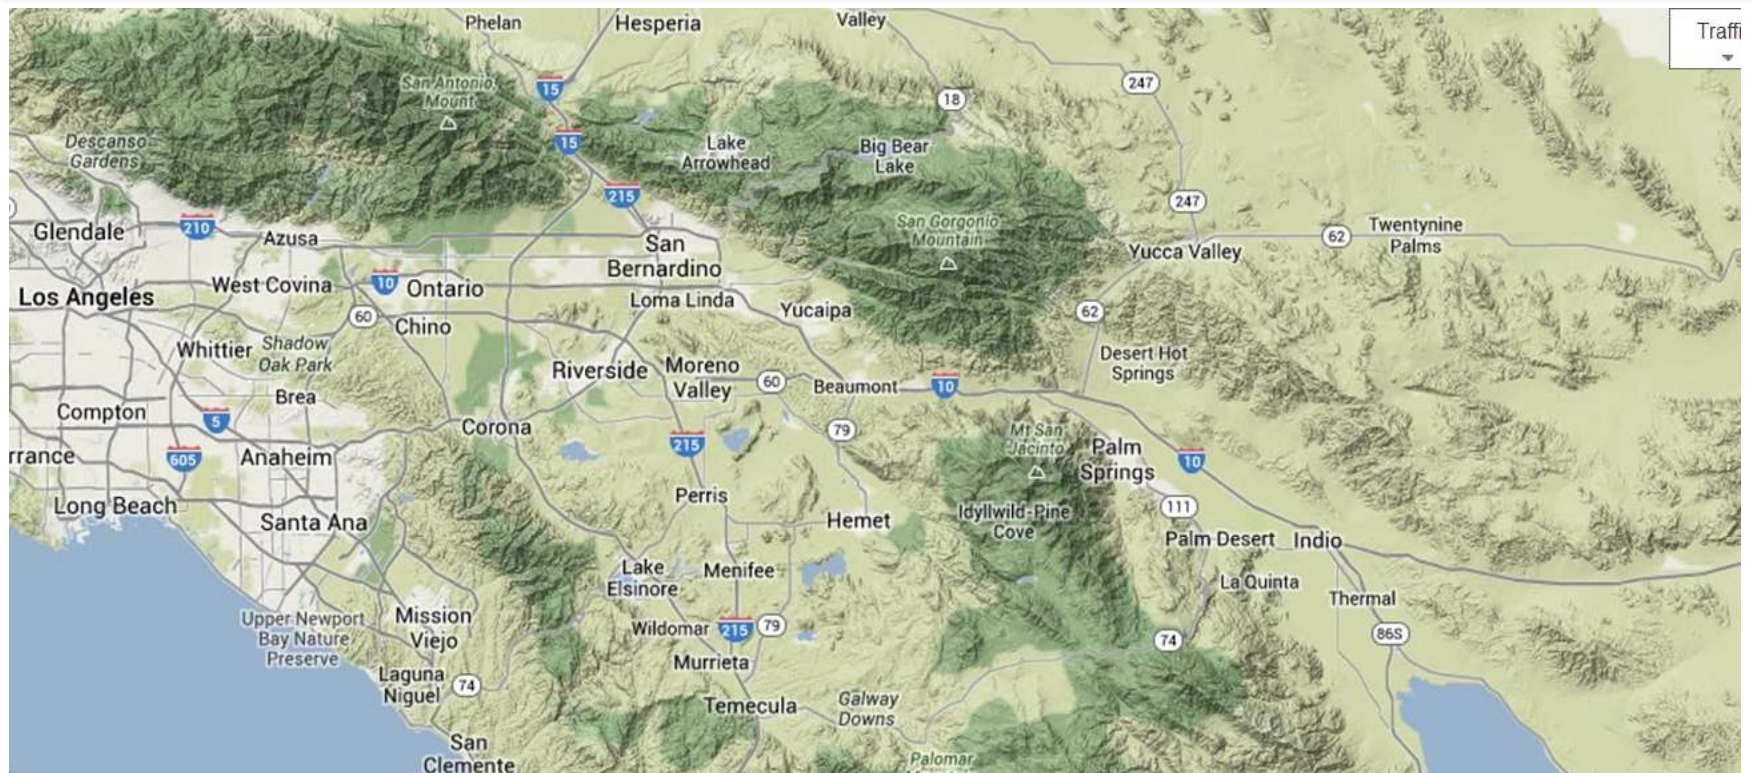 Phelan
Hesperia
Valley
Traffi
San Antonio
Mount
15
247
18
15
Descanso
Gardens
Lake
Arrowhead
Big Bear
Lake
215
247
San Gorgonio
Mountain
Glendale
210
Azusa
San
Bernardino
Yucca Valley
62
Twentynine
Palms
West Covina
10
Ontario
Los Angeles
Loma Linda
Yucaipa
62
60
Chino
Whittier
Shadow
Oak Park
Desert Hot
Springs
Riverside
Moreno
Valley
60
Beaumont
10
Brea
Compton
5
Corona
79
Mt San
Jacinto
Palm
Springs
10
rrance
605
Anaheim
215
Long Beach
Santa Ana
Perris
Hemet
Idyllwild-Pine
Cove
111
Palm Desert
Indio
Lake
Elsinore
Menifee
La Quinta
Thermal
Upper Newport
Bay Nature
Preserve
Mission
Viejo
Wildomar
215
79
74
86S
Murrieta
Laguna
Niguel
74
Temecula
Galway
Downs
San
Clemente
Palomar